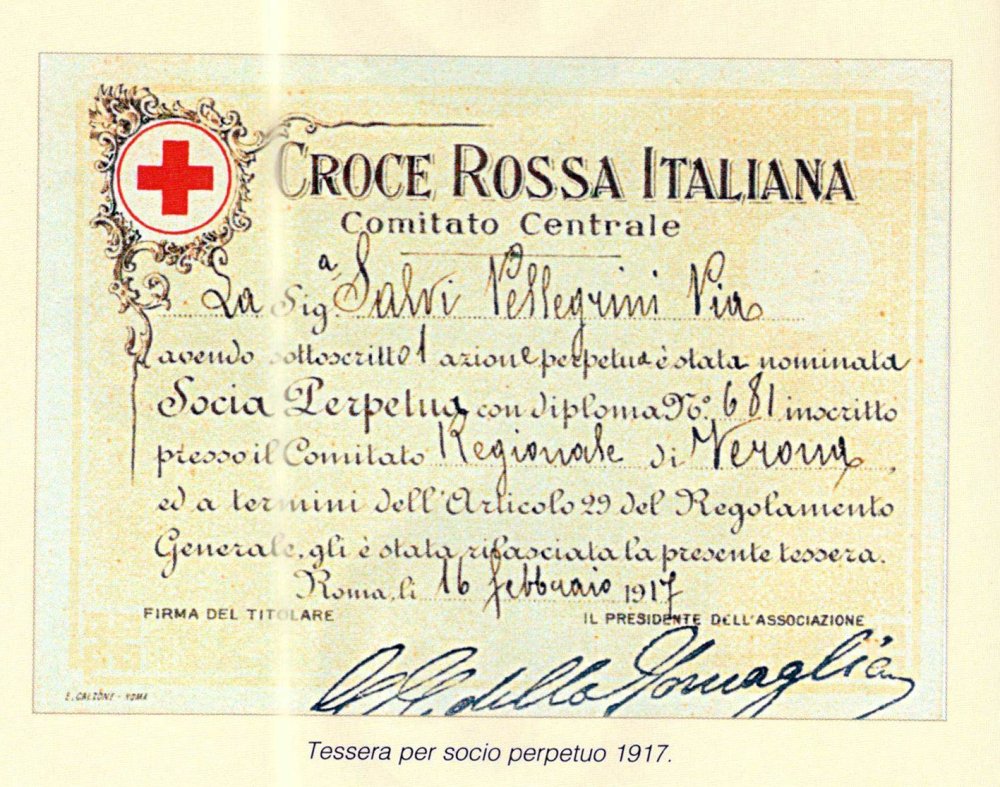 CROCE ROSSA ITALIANA
Comitato Centrale
La Sig.a Salvi Pellegrini Pia
avendo sottoscritto 1 azione perpetua è stata nominata
Socia Perpetua con diploma No. 681 inscritto
presso il Comitato Regionale di Verona,
ed a termini dell'Articolo 29 del Regolamento
Generale, gli è stata rilasciata la presente tessera.
Roma, li 16 febbraio 1917
FIRMA DEL TITOLARE IL PRESIDENTE DELL'ASSOCIAZIONE
della Somaglia
E. CALZONE - ROMA
Tessera per socio perpetuo 1917.